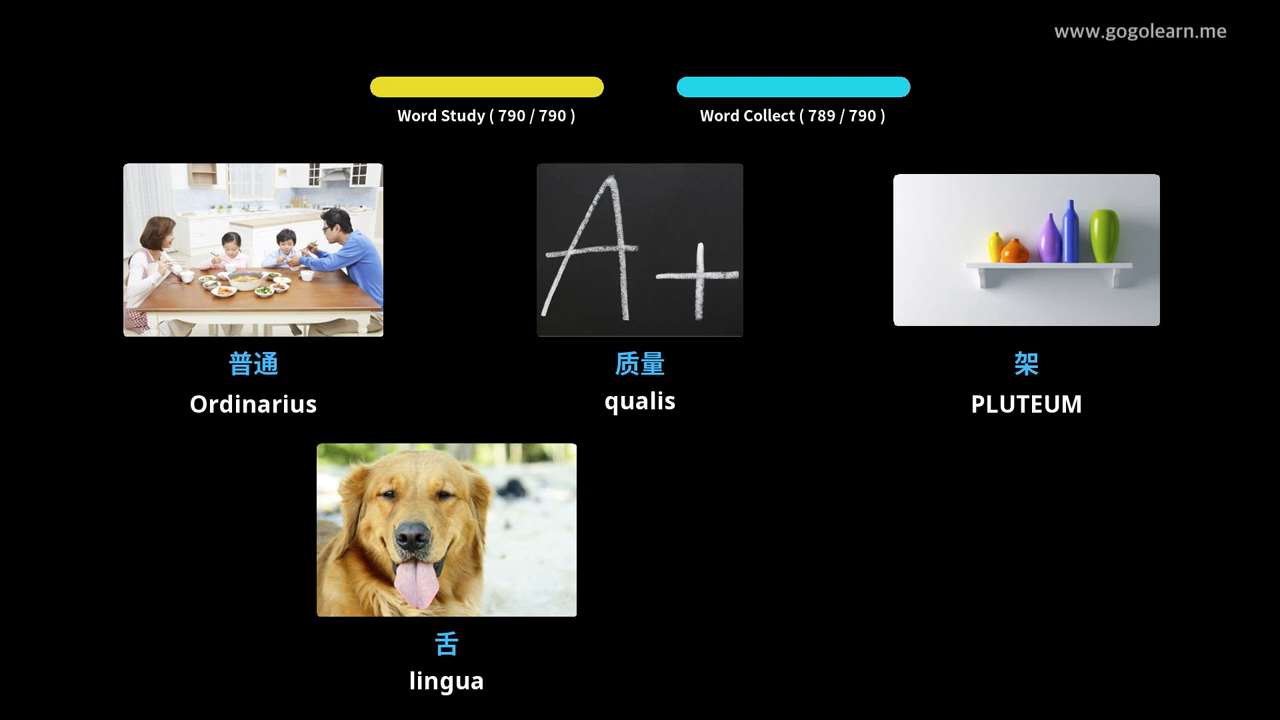 www.gogolearn.me
Word Study ( 790 / 790 )
Word Collect ( 789 / 790 )
A+
普通
质量
架
Ordinarius
qualis
PLUTEUM
舌
lingua